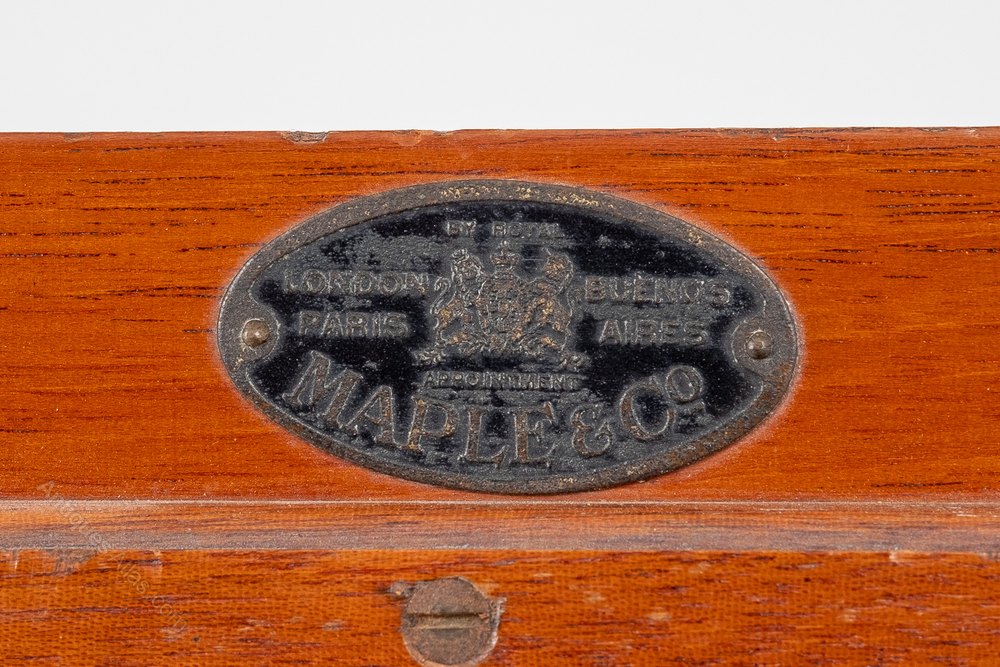 BY ROYAL
LONDON
PARIS
BUENOS
AIRES
APPOINTMENT
MAPLE & Co